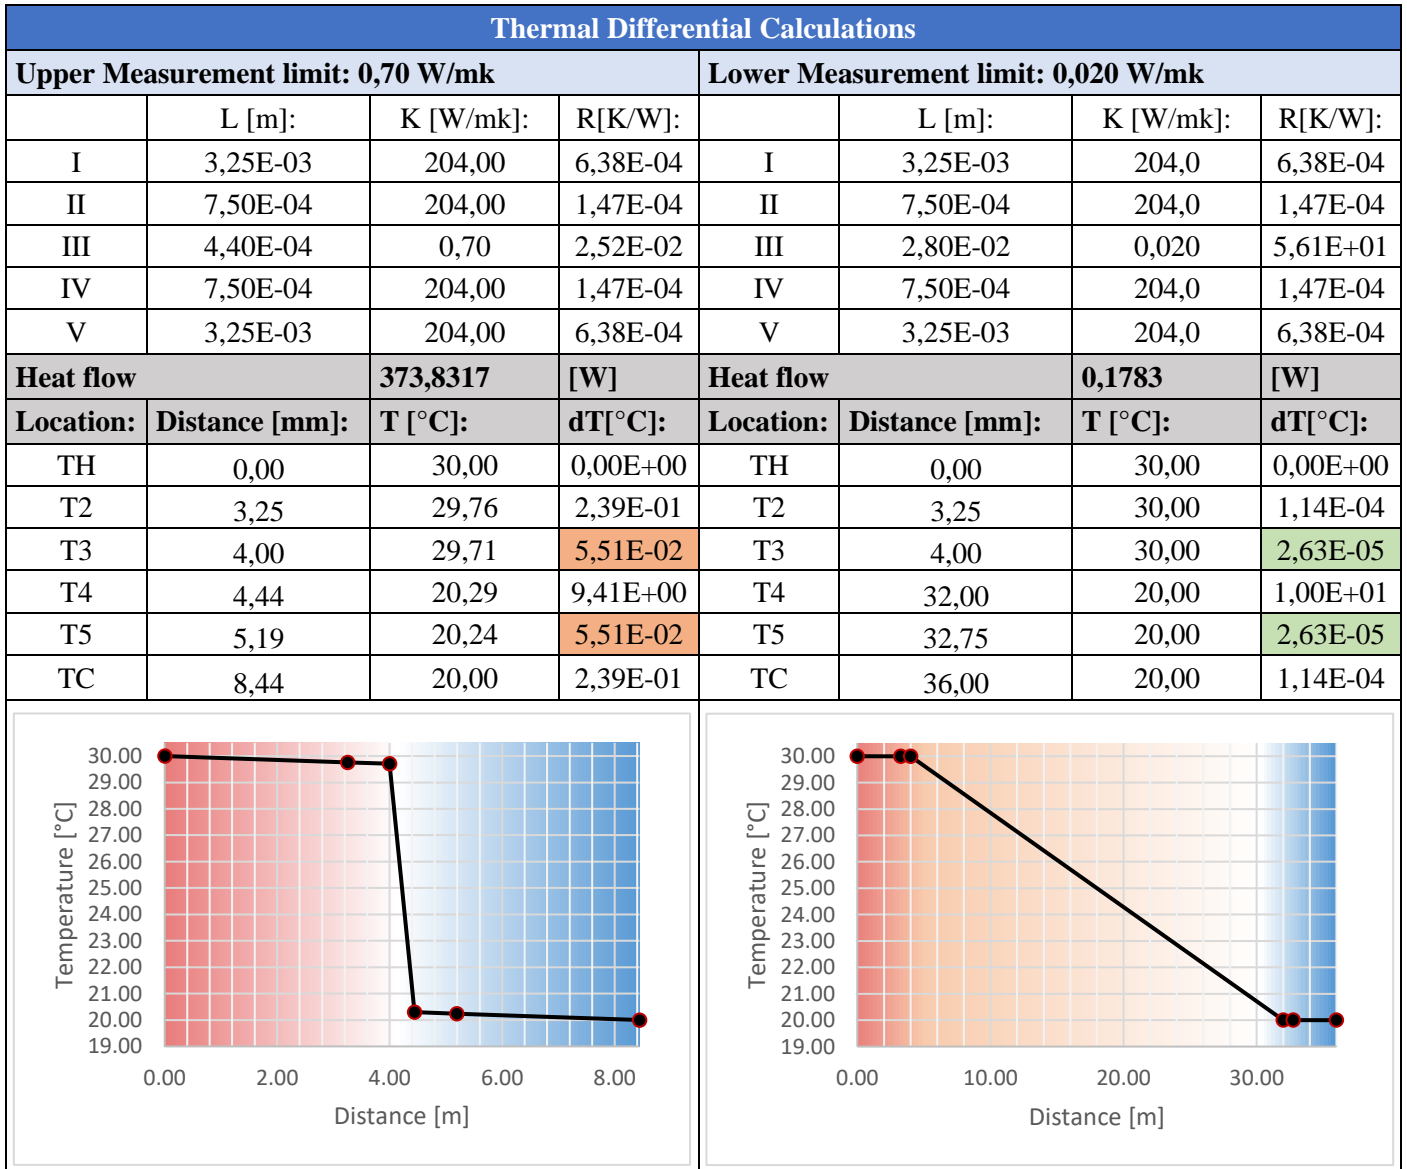 Thermal Differential Calculations
Upper Measurement limit: 0,70 W/mk Lower Measurement limit: 0,020 W/mk
L [m]: K [W/mk]: R[K/W]: L [m]: K [W/mk]: R[K/W]:
I 3,25E-03 204,00 6,38E-04 I 3,25E-03 204,0 6,38E-04
II 7,50E-04 204,00 1,47E-04 II 7,50E-04 204,0 1,47E-04
III 4,40E-04 0,70 2,52E-02 III 2,80E-02 0,020 5,61E+01
IV 7,50E-04 204,00 1,47E-04 IV 7,50E-04 204,0 1,47E-04
V 3,25E-03 204,00 6,38E-04 V 3,25E-03 204,0 6,38E-04
Heat flow 373,8317 [W] Heat flow 0,1783 [W]
Location: Distance [mm]: T [°C]: dT[°C]: Location: Distance [mm]: T [°C]: dT[°C]:
TH 0,00 30,00 0,00E+00 TH 0,00 30,00 0,00E+00
T2 3,25 29,76 2,39E-01 T2 3,25 30,00 1,14E-04
T3 4,00 29,71 5,51E-02 T3 4,00 30,00 2,63E-05
T4 4,44 20,29 9,41E+00 T4 32,00 20,00 1,00E+01
T5 5,19 20,24 5,51E-02 T5 32,75 20,00 2,63E-05
TC 8,44 20,00 2,39E-01 TC 36,00 20,00 1,14E-04
Temperature [°C]
30.00
29.00
28.00
27.00
26.00
25.00
24.00
23.00
22.00
21.00
20.00
19.00
0.00 2.00 4.00 6.00 8.00
Distance [m]
Temperature [°C]
30.00
29.00
28.00
27.00
26.00
25.00
24.00
23.00
22.00
21.00
20.00
19.00
0.00 10.00 20.00 30.00
Distance [m]